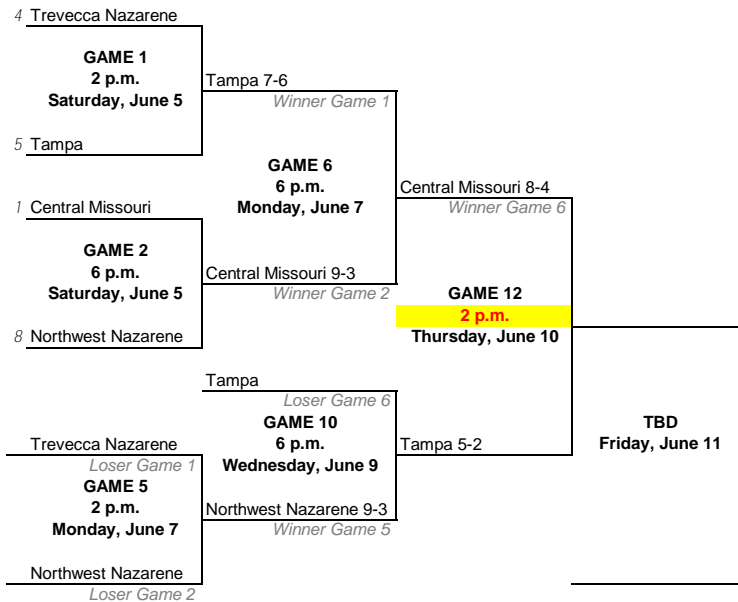 4 Trevecca Nazarene
GAME 1
2 p.m.
Saturday, June 5
Tampa 7-6
Winner Game 1
5 Tampa
GAME 6
6 p.m.
Monday, June 7
Central Missouri 8-4
Winner Game 6
1 Central Missouri
GAME 2
6 p.m.
Saturday, June 5
Central Missouri 9-3
Winner Game 2
8 Northwest Nazarene
GAME 12
2 p.m.
Thursday, June 10
Tampa
Loser Game 6
GAME 10
6 p.m.
Wednesday, June 9
Tampa 5-2
TBD
Friday, June 11
Trevecca Nazarene
Loser Game 1
GAME 5
2 p.m.
Monday, June 7
Northwest Nazarene 9-3
Winner Game 5
Northwest Nazarene
Loser Game 2